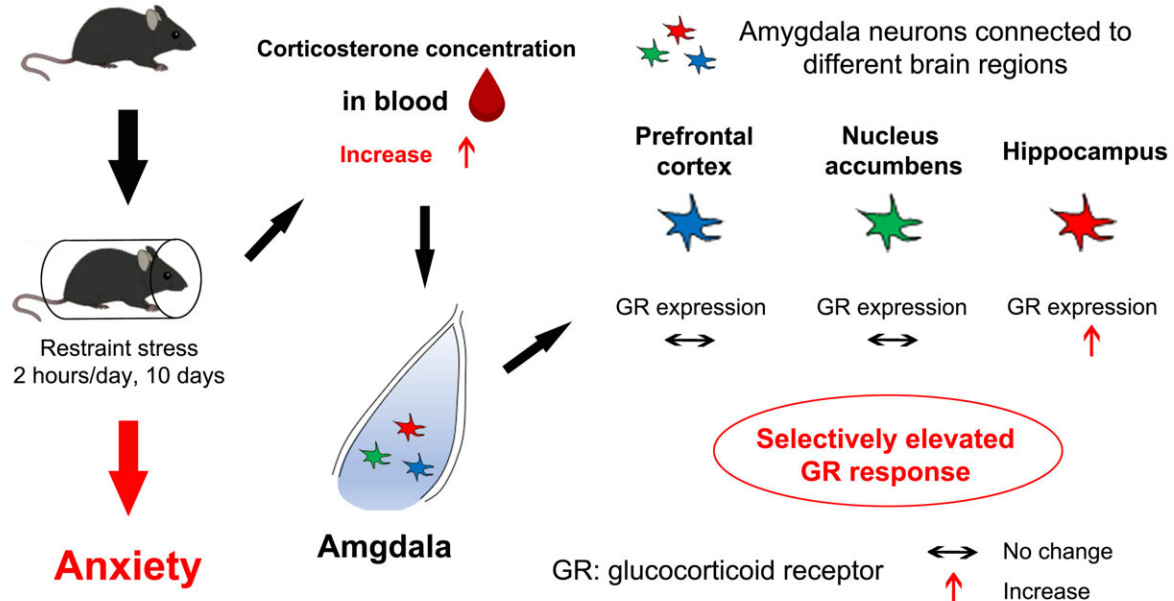 Corticosterone concentration
in blood
Increase
Restraint stress
2 hours/day, 10 days
Anxiety
Amgdala
Amygdala neurons connected to
different brain regions
Prefrontal
cortex
Nucleus
accumbens
Hippocampus
GR expression
GR expression
GR expression
Selectively elevated
GR response
GR: glucocorticoid receptor
No change
Increase